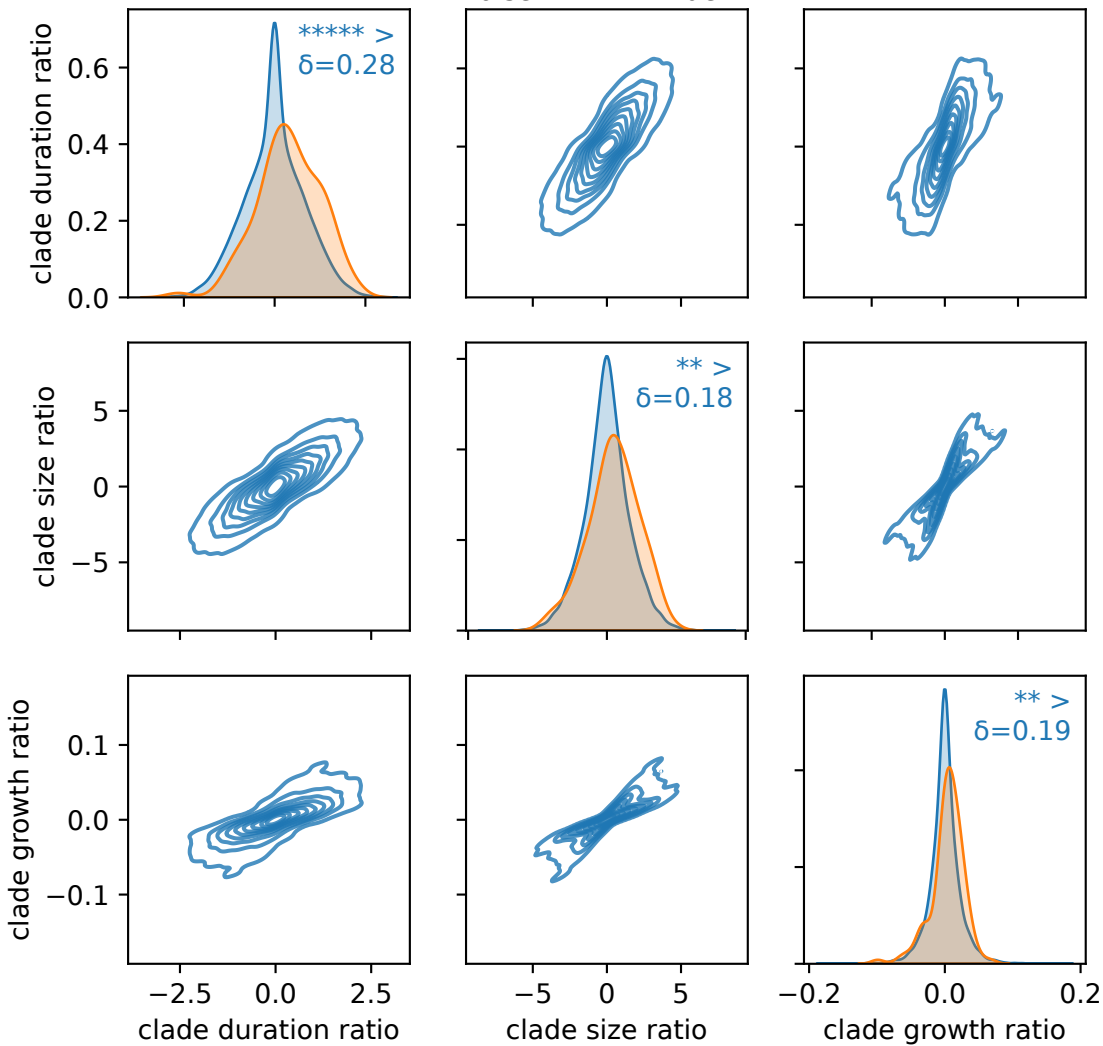 ***** >
δ=0.28
clade duration ratio
0.6
0.4
0.2
0.0
** >
δ=0.18
clade size ratio
5
0
−5
** >
δ=0.19
clade growth ratio
0.1
0.0
−0.1
−2.5 0.0 2.5
−5 0 5
−0.2 0.0 0.2
clade duration ratio
clade size ratio
clade growth ratio